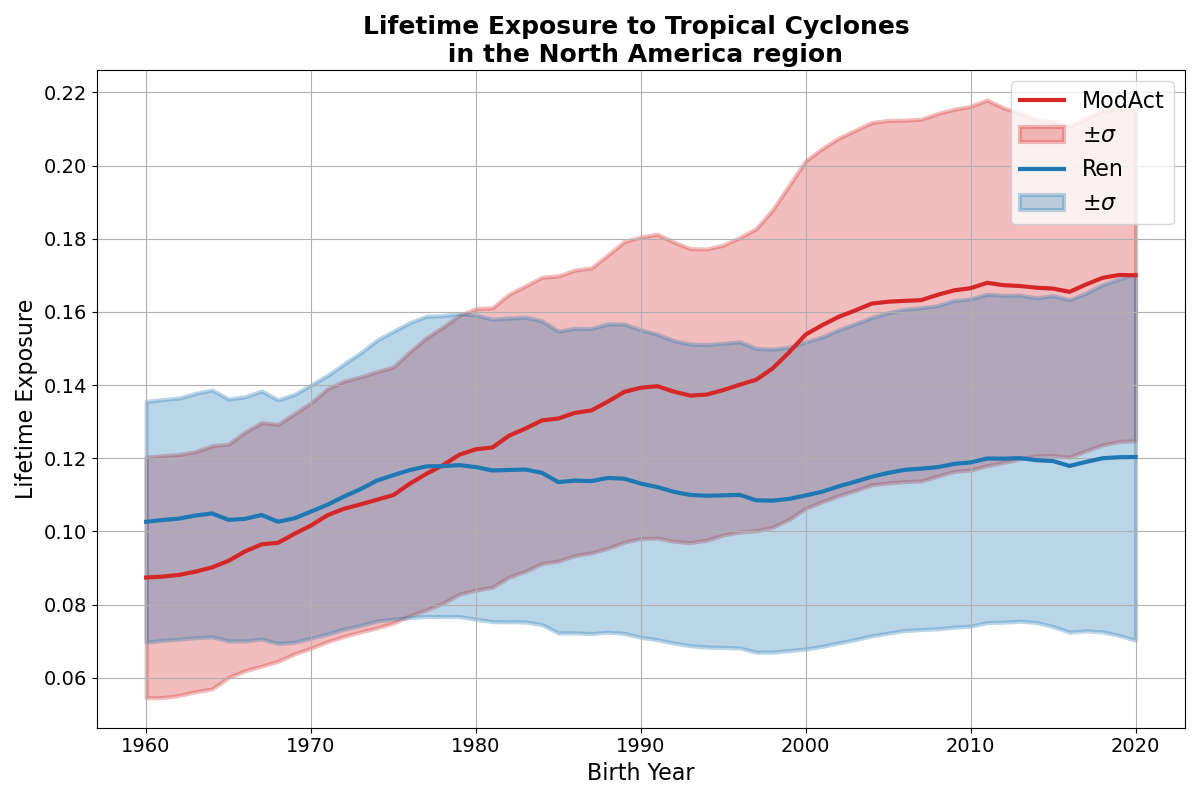 Lifetime Exposure to Tropical Cyclones
in the North America region
Lifetime Exposure
0.22
0.20
0.18
0.16
0.14
0.12
0.10
0.08
0.06
ModAct
±σ
Ren
±σ
1960 1970 1980 1990 2000 2010 2020
Birth Year